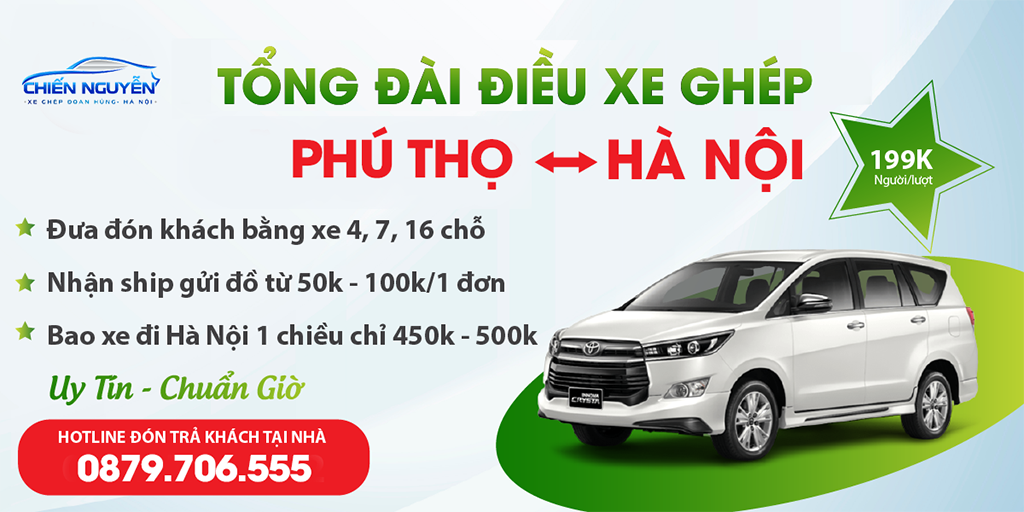 CHIẾN NGUYỄN
-XE GHÉP ĐOAN HÙNG- HÀ NỘI-
TỔNG ĐÀI ĐIỀU XE GHÉP
PHÚ THỌ ↔ HÀ NỘI
199K
Người/lượt
Đưa đón khách bằng xe 4, 7, 16 chỗ
Nhận ship gửi đồ từ 50k - 100k/1 đơn
Bao xe đi Hà Nội 1 chiều chỉ 450k - 500k
Uy Tín - Chuẩn Giờ
HOTLINE ĐÓN TRẢ KHÁCH TẠI NHÀ
0879.706.555
INNOVA
CRYSTA